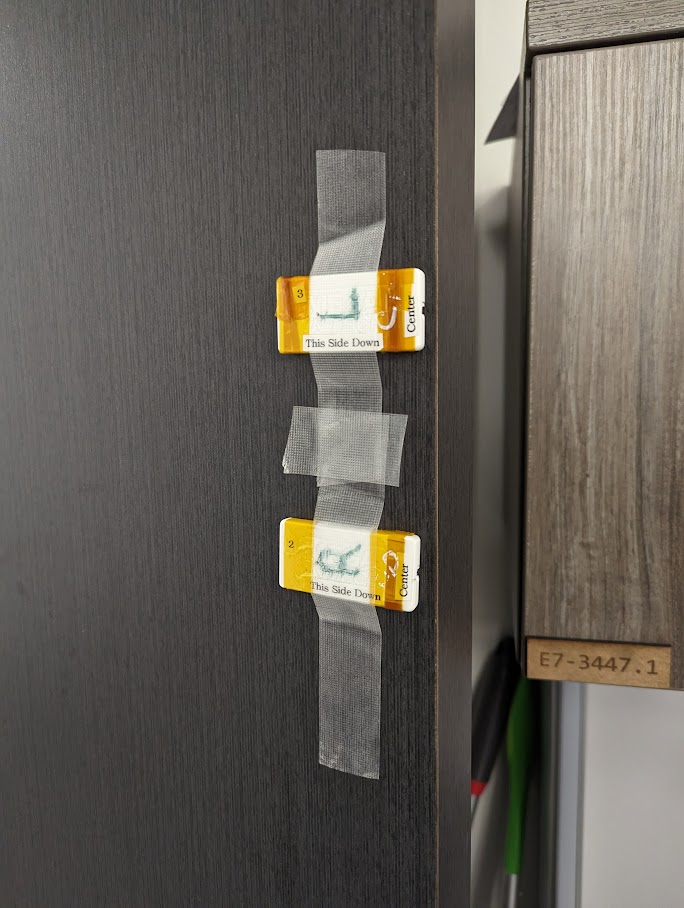 3
L
Center
This Side Down
2
R
Center
This Side Down
E7-3447.1